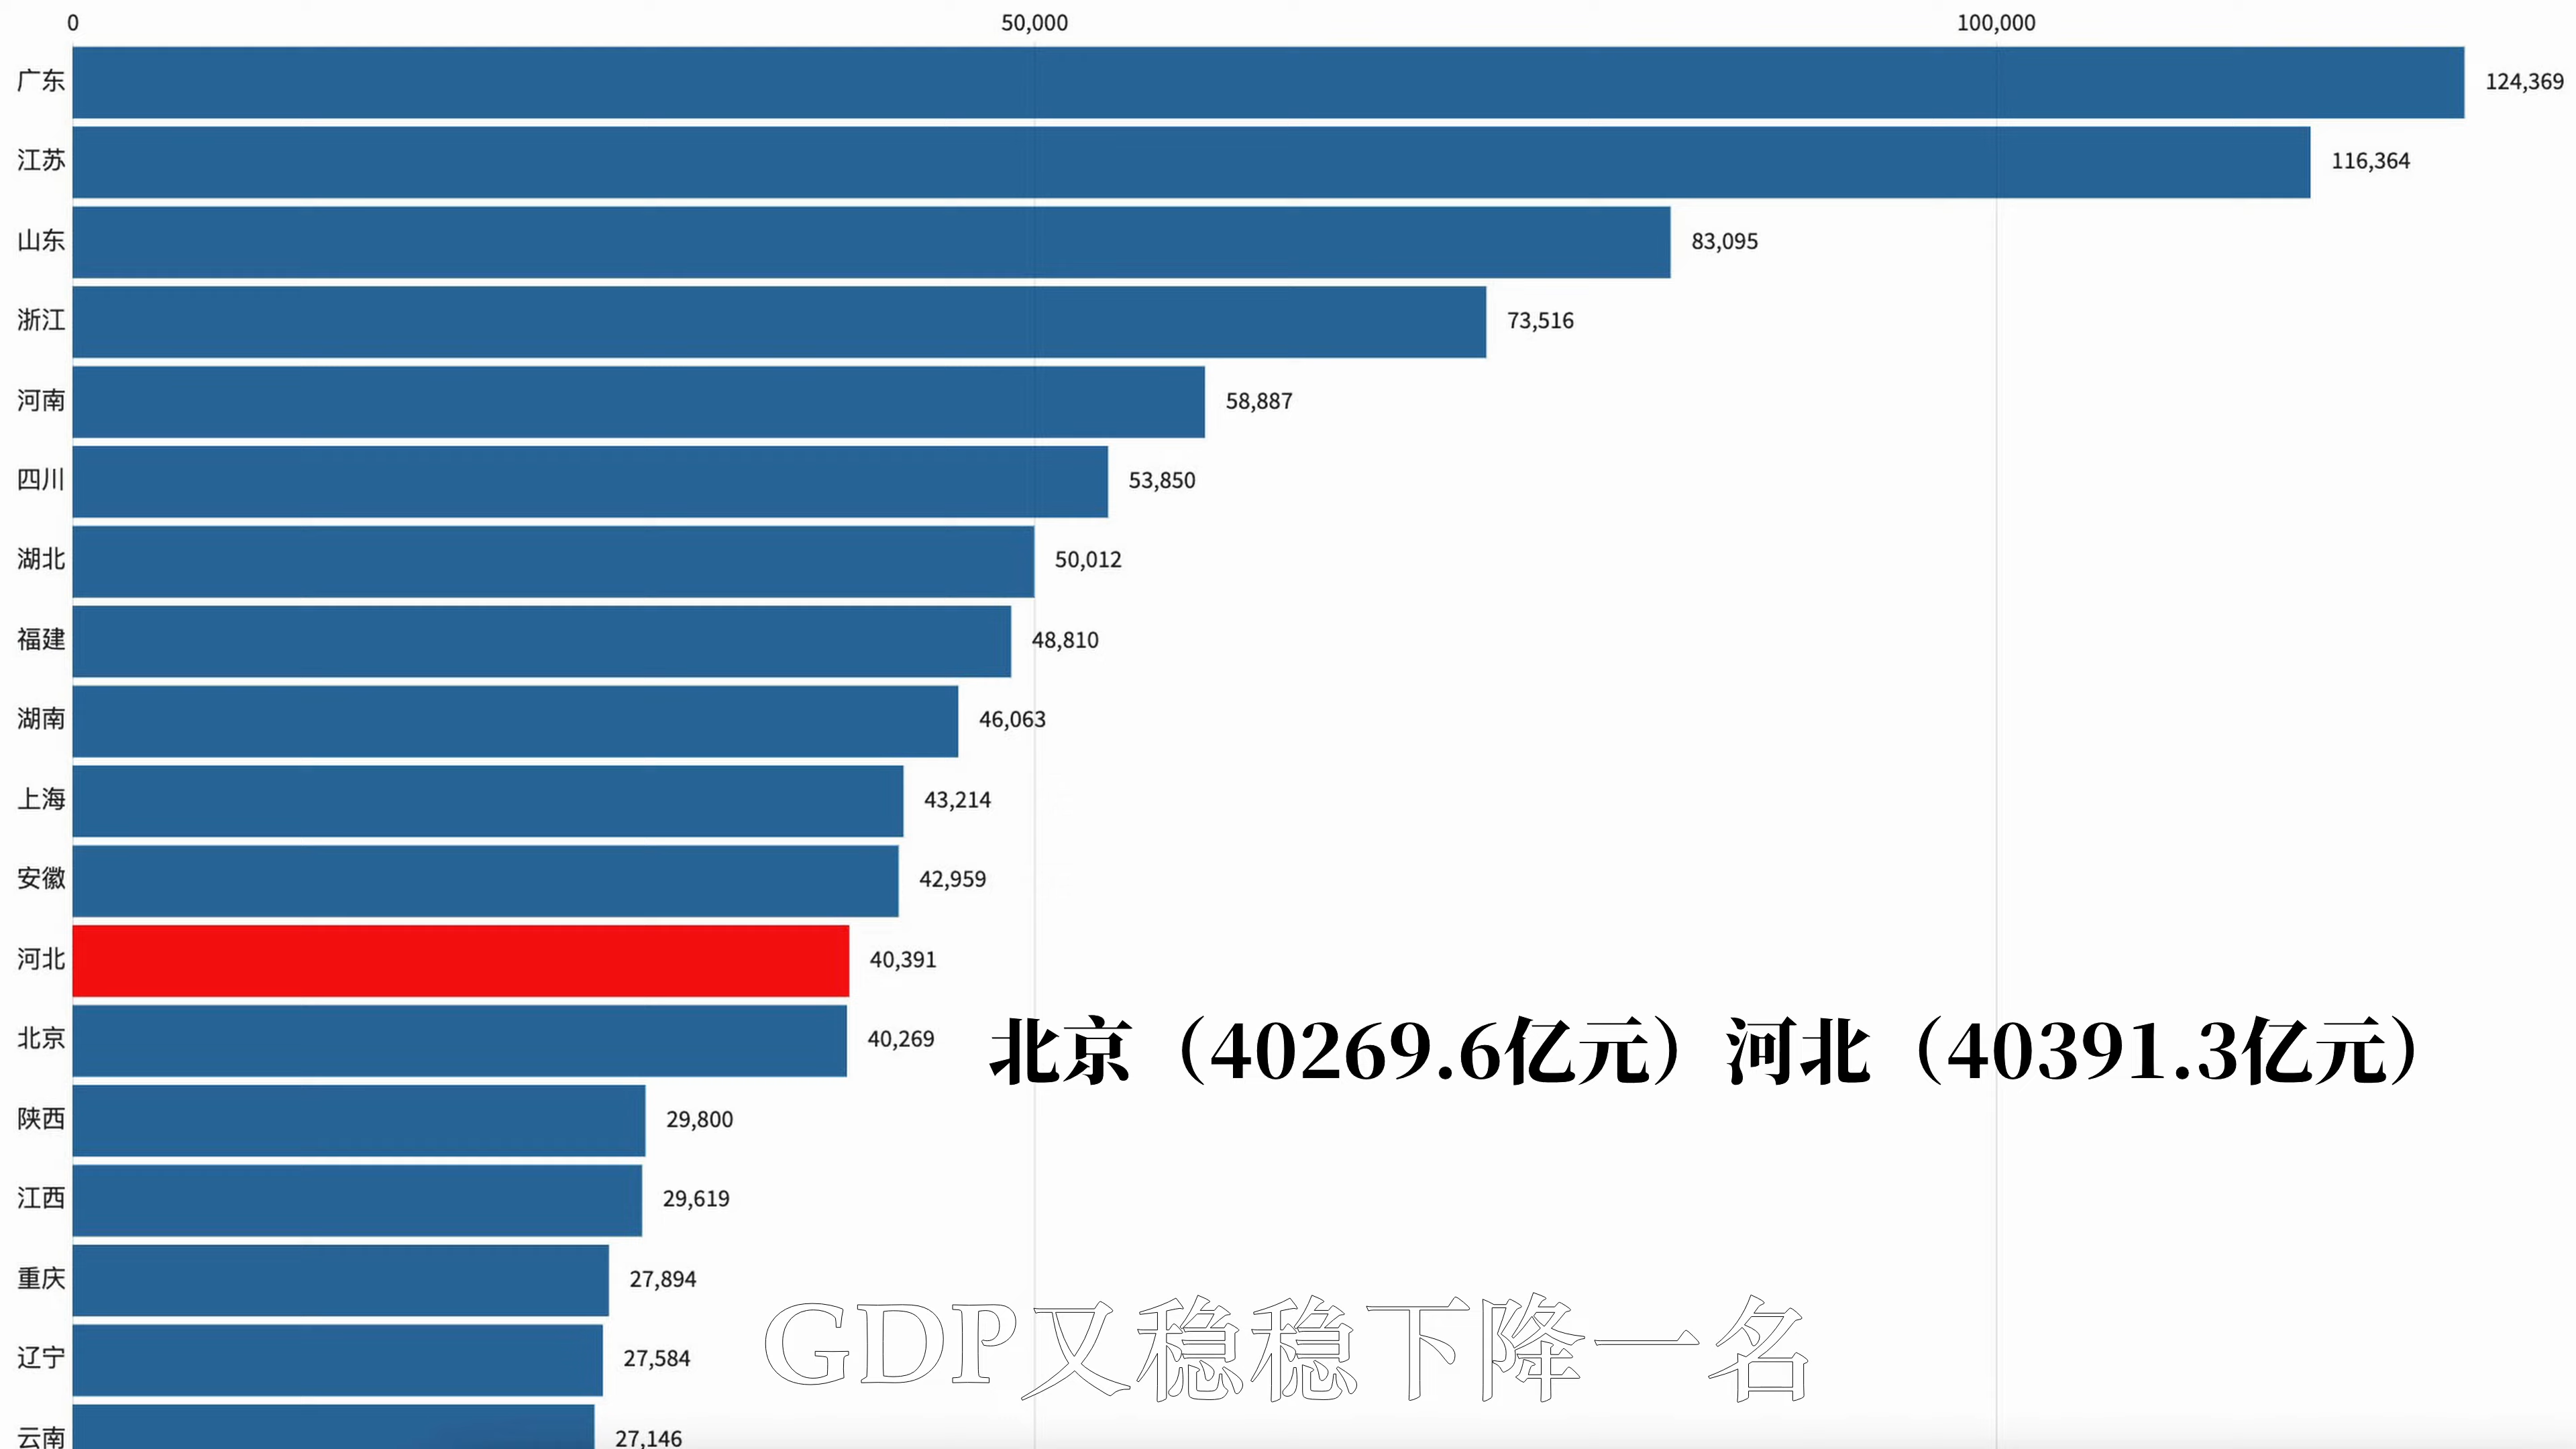 0 50,000 100,000
广东 124,369
江苏 116,364
山东 83,095
浙江 73,516
河南 58,887
四川 53,850
湖北 50,012
福建 48,810
湖南 46,063
上海 43,214
安徽 42,959
河北 40,391
北京 40,269 北京（40269.6亿元）河北（40391.3亿元）
陕西 29,800
江西 29,619
重庆 27,894
GDP又稳稳下降一名
辽宁 27,584
云南 27,146